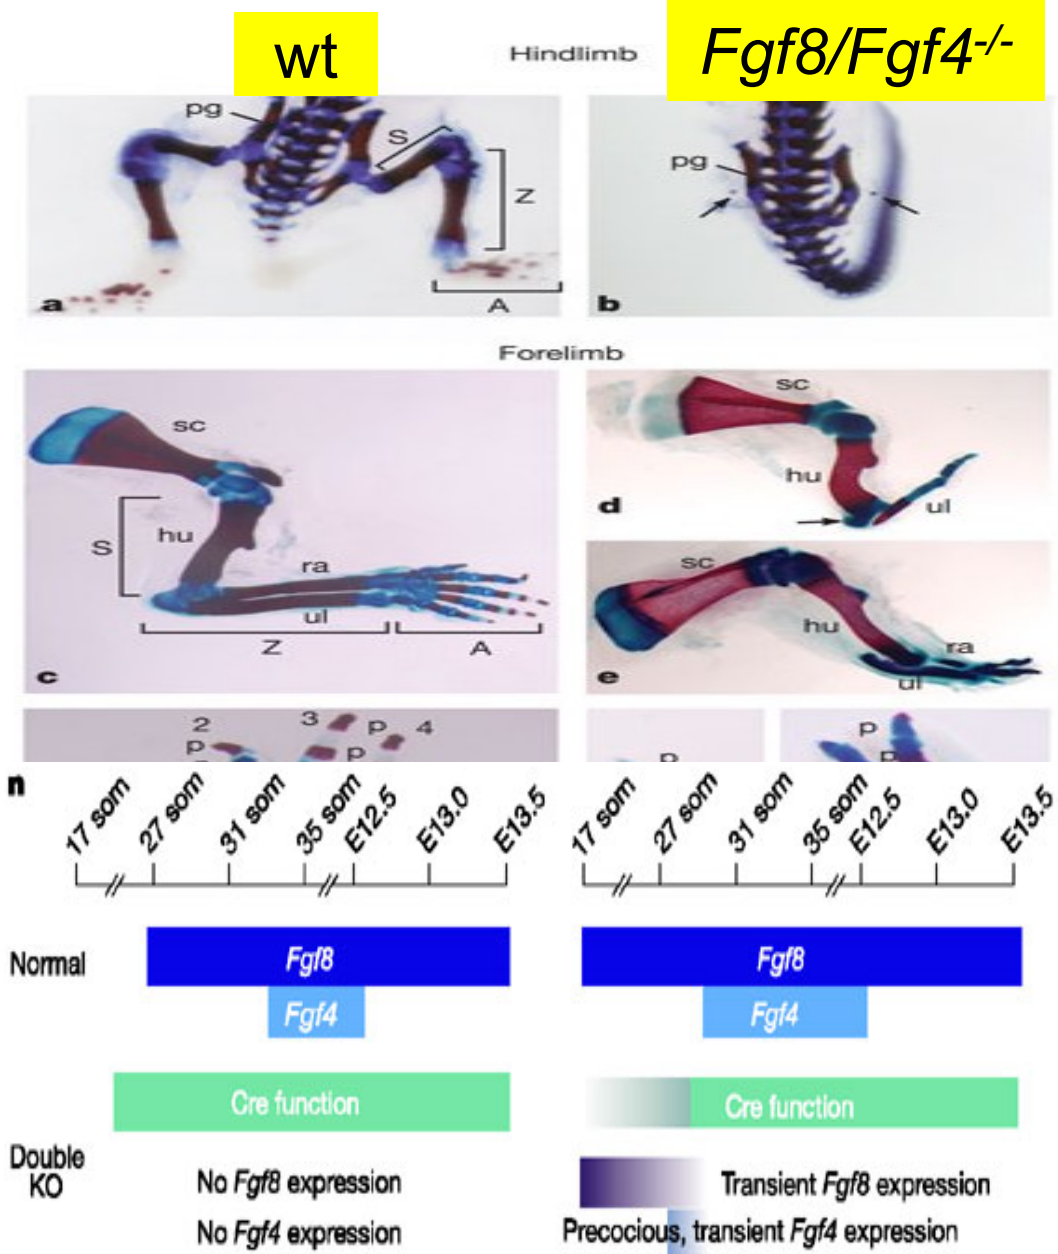 wt
Fgf8/Fgf4-/-
Hindlimb
pg
S
Z
A
a
pg
b
Forelimb
sc
hu
S
ra
ul
Z
A
c
sc
hu
ul
d
sc
hu
ra
ul
e
2
3
p
4
p
p
p
p
p
n
17 som
27 som
31 som
35 som
E12.5
E13.0
E13.5
17 som
27 som
31 som
35 som
E12.5
E13.0
E13.5
Normal
Fgf8
Fgf8
Fgf4
Fgf4
Cre function
Cre function
Double
KO
No Fgf8 expression
Transient Fgf8 expression
No Fgf4 expression
Precocious, transient Fgf4 expression